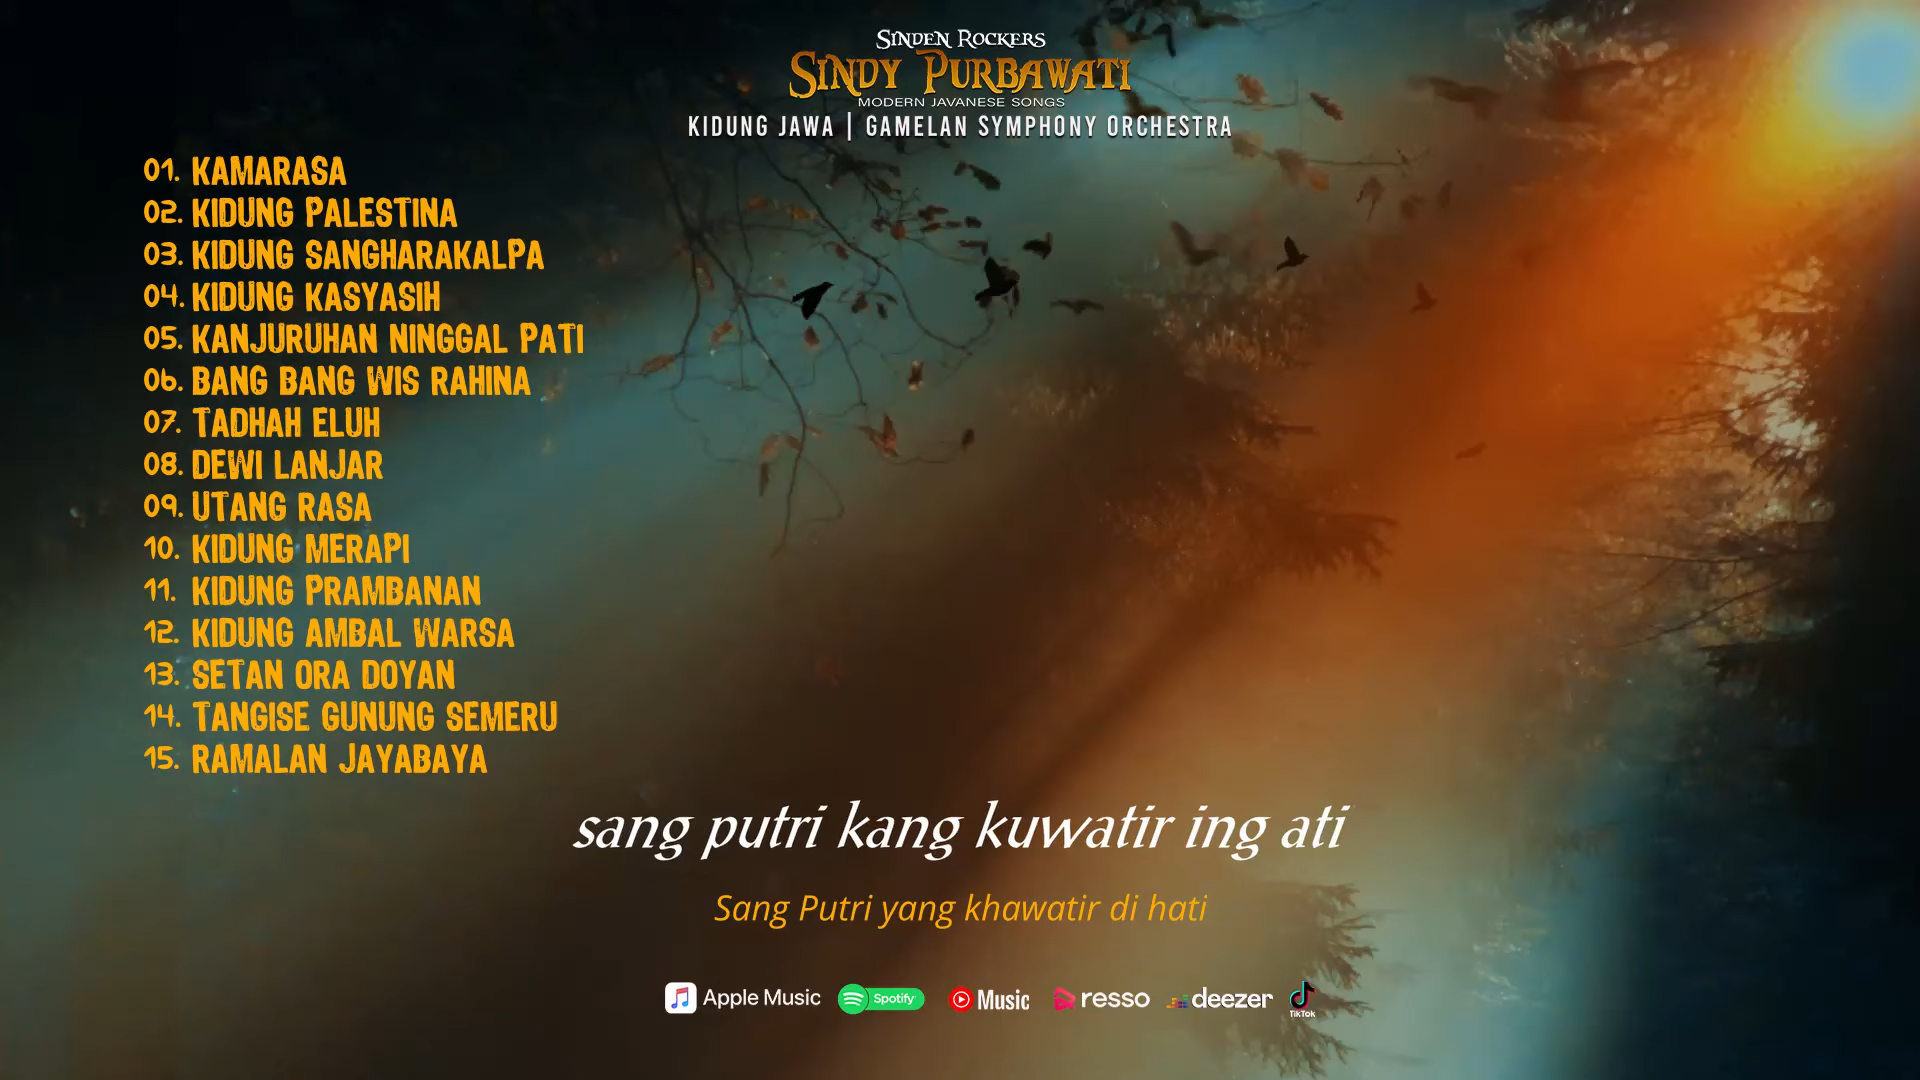 SINDEN ROCKERS
SINDY PURBAWATI
MODERN JAVANESE SONGS
KIDUNG JAWA | GAMELAN SYMPHONY ORCHESTRA
01. KAMARASA
02. KIDUNG PALESTINA
03. KIDUNG SANGHARAKALPA
04. KIDUNG KASYASIH
05. KANJURUHAN NINGGAL PATI
06. BANG BANG WIS RAHINA
07. TADHAH ELUH
08. DEWI LANJAR
09. UTANG RASA
10. KIDUNG MERAPI
11. KIDUNG PRAMBANAN
12. KIDUNG AMBAL WARSA
13. SETAN ORA DOYAN
14. TANGISE GUNUNG SEMERU
15. RAMALAN JAYABAYA
sang putri kang kuwatir ing ati
Sang Putri yang khawatir di hati
Apple Music Spotify Music resso deezer TikTok